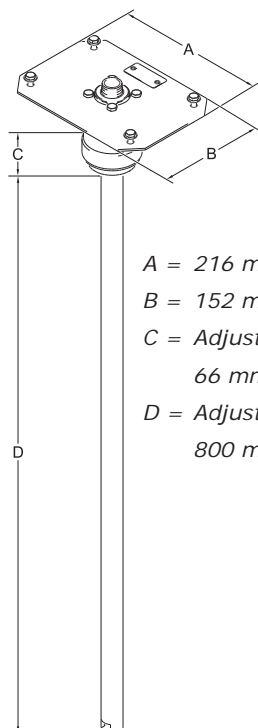 A
B
C
A = 216 m
B = 152 m
C = Adjust
66 mm
D = Adjust
800 m
D